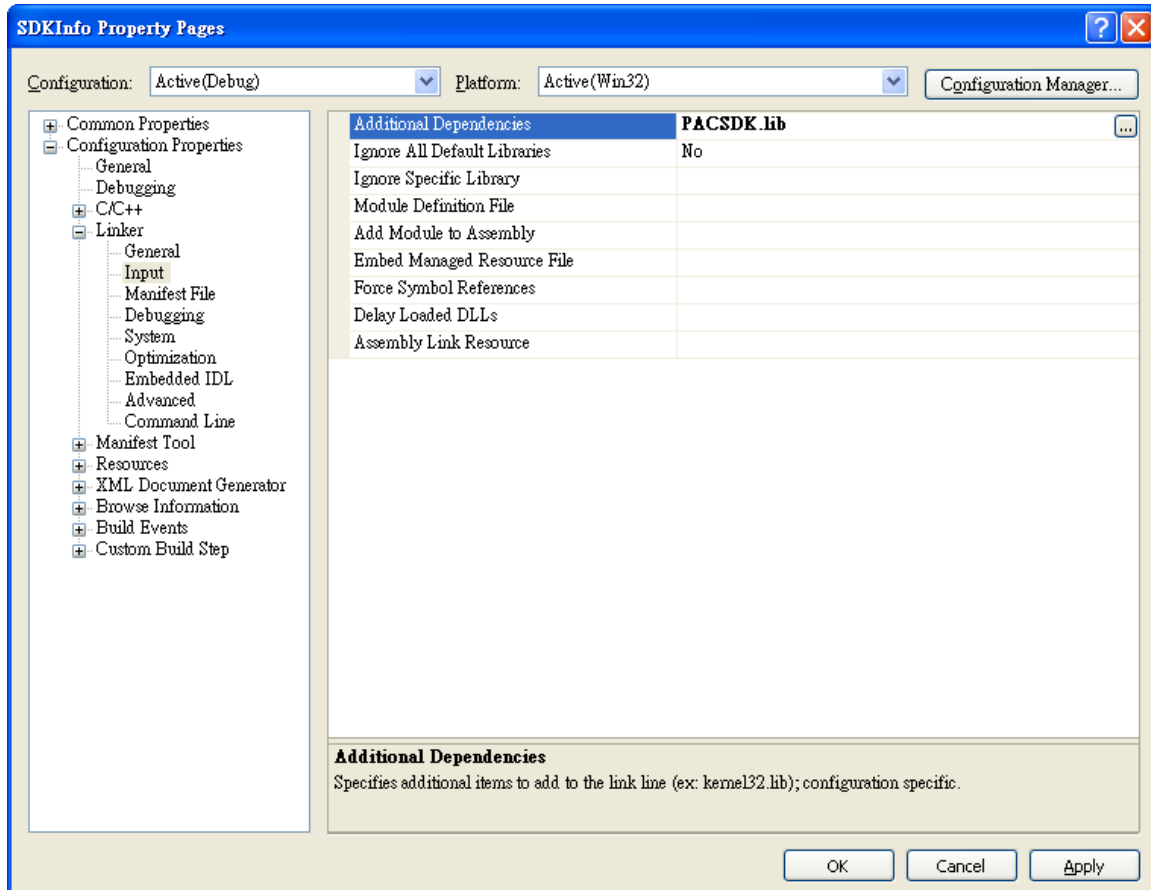 SDKInfo Property Pages
Configuration: Active(Debug) Platform: Active(Win32) Configuration Manager...
Common Properties
Configuration Properties
General
Debugging
C/C++
Linker
General
Input
Manifest File
Debugging
System
Optimization
Embedded IDL
Advanced
Command Line
Manifest Tool
Resources
XML Document Generator
Browse Information
Build Events
Custom Build Step
Additional Dependencies PACSDK.lib ...
Ignore All Default Libraries No
Ignore Specific Library
Module Definition File
Add Module to Assembly
Embed Managed Resource File
Force Symbol References
Delay Loaded DLLs
Assembly Link Resource
Additional Dependencies
Specifies additional items to add to the link line (ex: kernel32.lib); configuration specific.
OK Cancel Apply